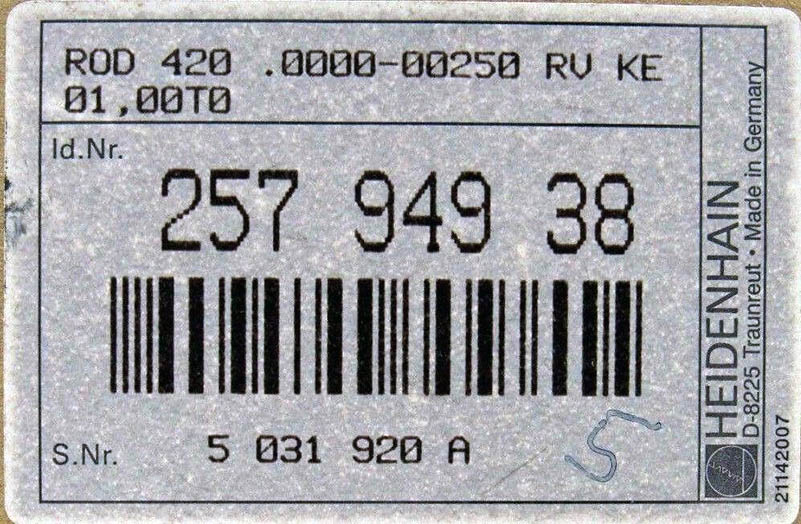 ROD 420 .0000-00250 RV KE
01,00T0
Id.Nr.
257 949 38
S.Nr. 5 031 920 A
5
HEIDENHAIN
D-8225 Traunreut • Made in Germany
21142007